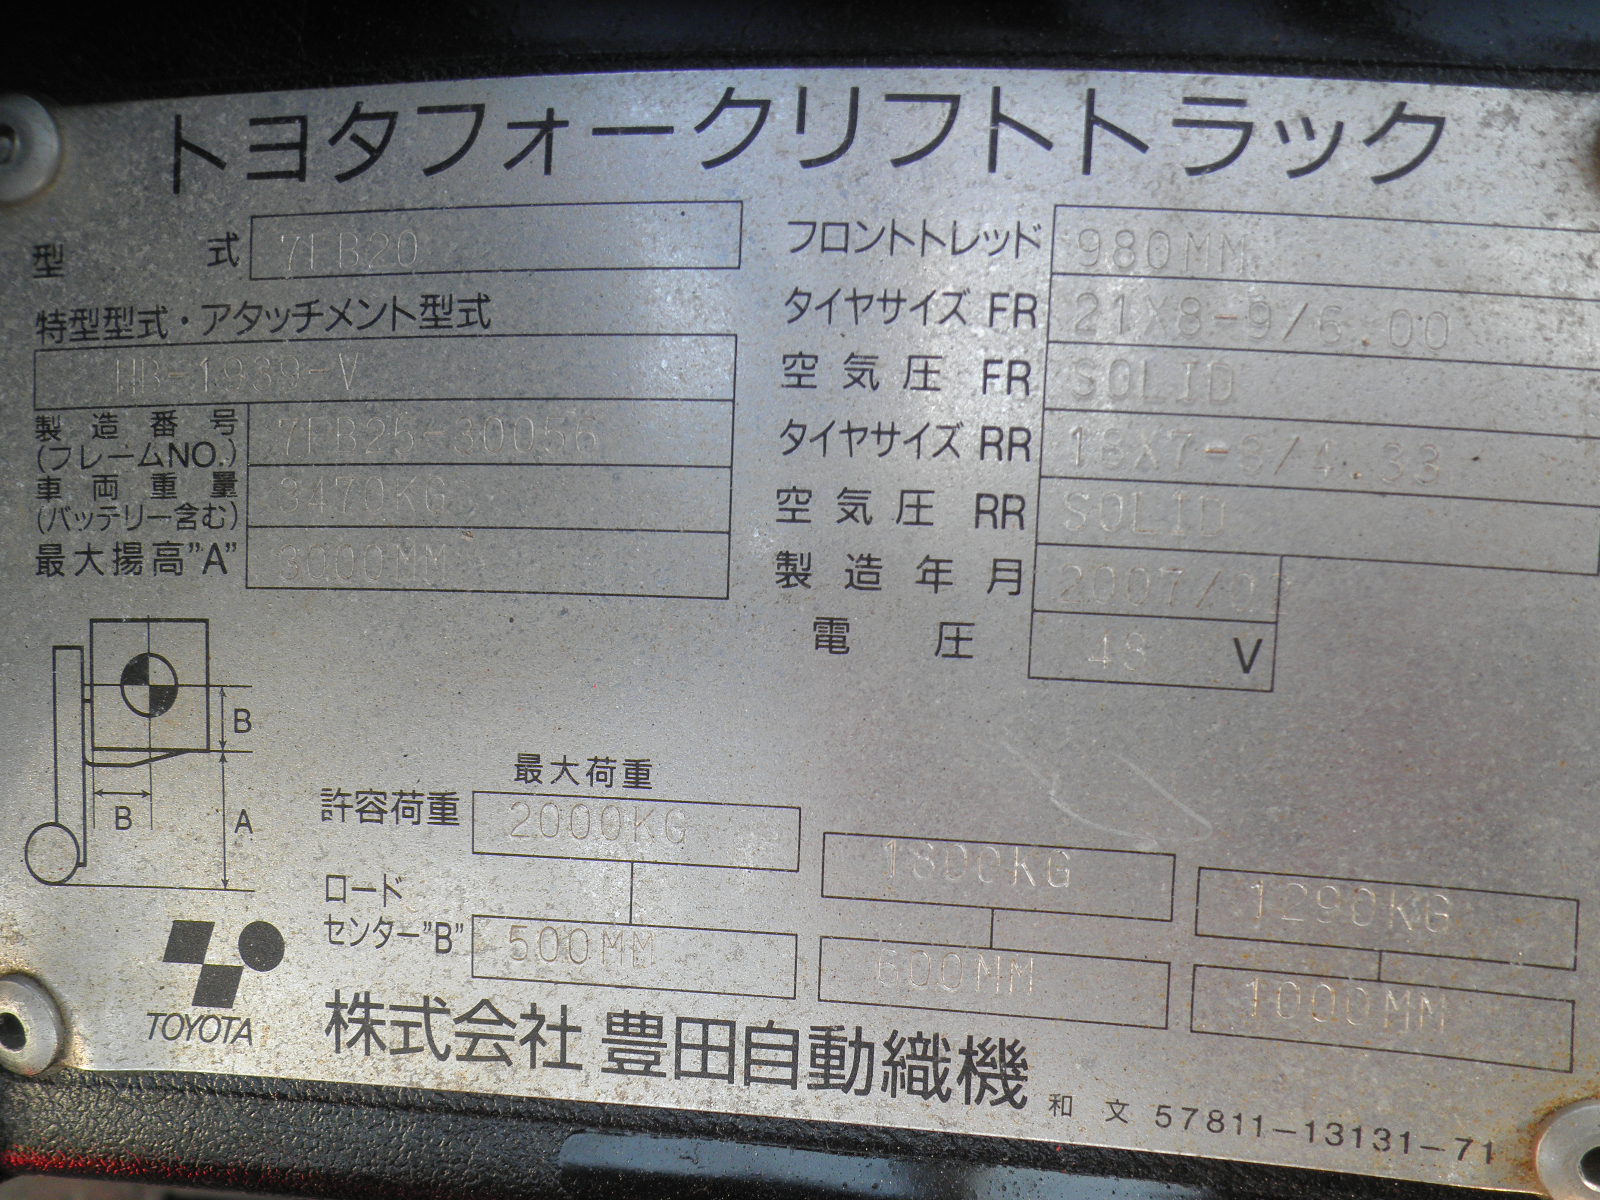 トヨタフォークリフトトラック
型 式 7FB20
特型型式・アタッチメント型式
HB-1939-V
製造番号 7FB25-30056
(フレームNO.)
車両重量 3470KG
(バッテリー含む)
最大揚高"A" 3000MM
フロントトレッド 980MM
タイヤサイズ FR 21X8-9/6.00
空気圧 FR SOLID
タイヤサイズ RR 18X7-8/4.33
空気圧 RR SOLID
製造年月 2007/07
電圧 48 V
B
B
A
最大荷重
許容荷重 2000KG 1800KG 1290KG
ロード
センター"B" 500MM 600MM 1000MM
TOYOTA
株式会社 豊田自動織機
和文 57811-13131-71